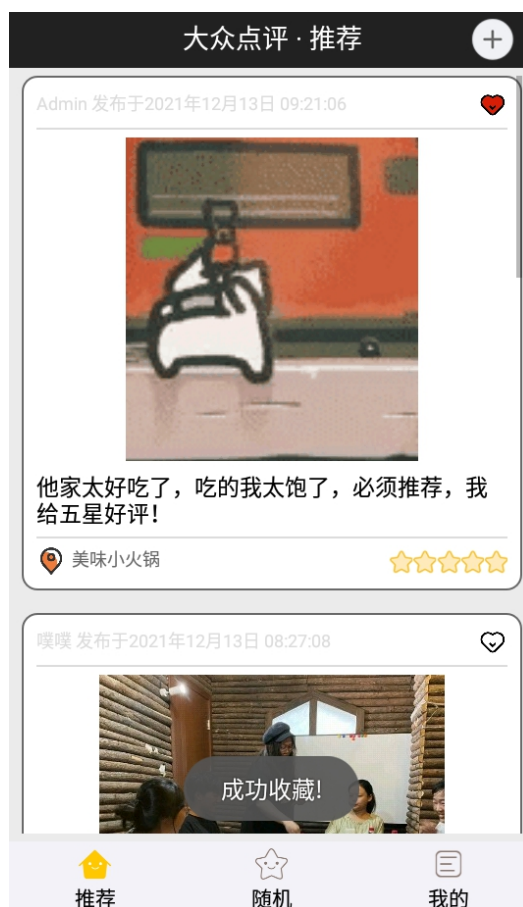 大众点评 · 推荐
Admin 发布于2021年12月13日 09:21:06
他家太好吃了，吃的我太饱了，必须推荐，我
给五星好评！
美味小火锅
噗噗 发布于2021年12月13日 08:27:08
成功收藏!
推荐
随机
我的